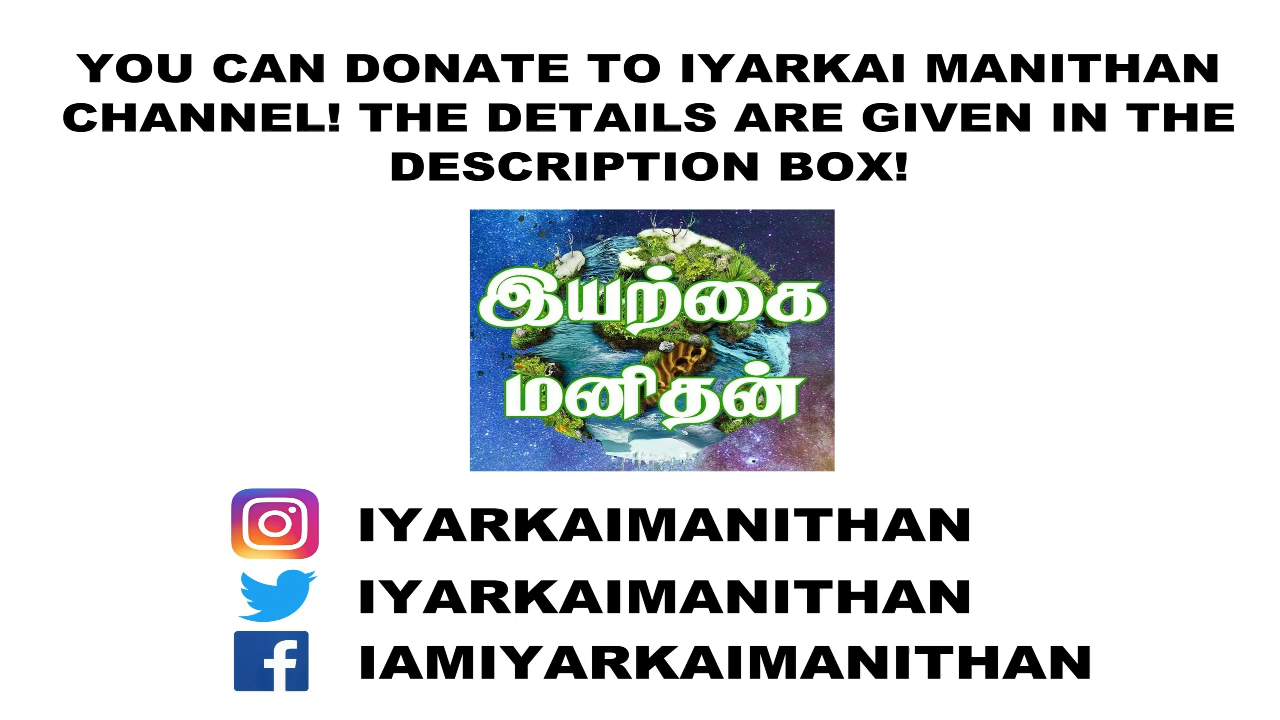 YOU CAN DONATE TO IYARKAI MANITHAN
CHANNEL! THE DETAILS ARE GIVEN IN THE
DESCRIPTION BOX!
இயற்கை
மனிதன்
IYARKAIMANITHAN
IYARKAIMANITHAN
IAMIYARKAIMANITHAN